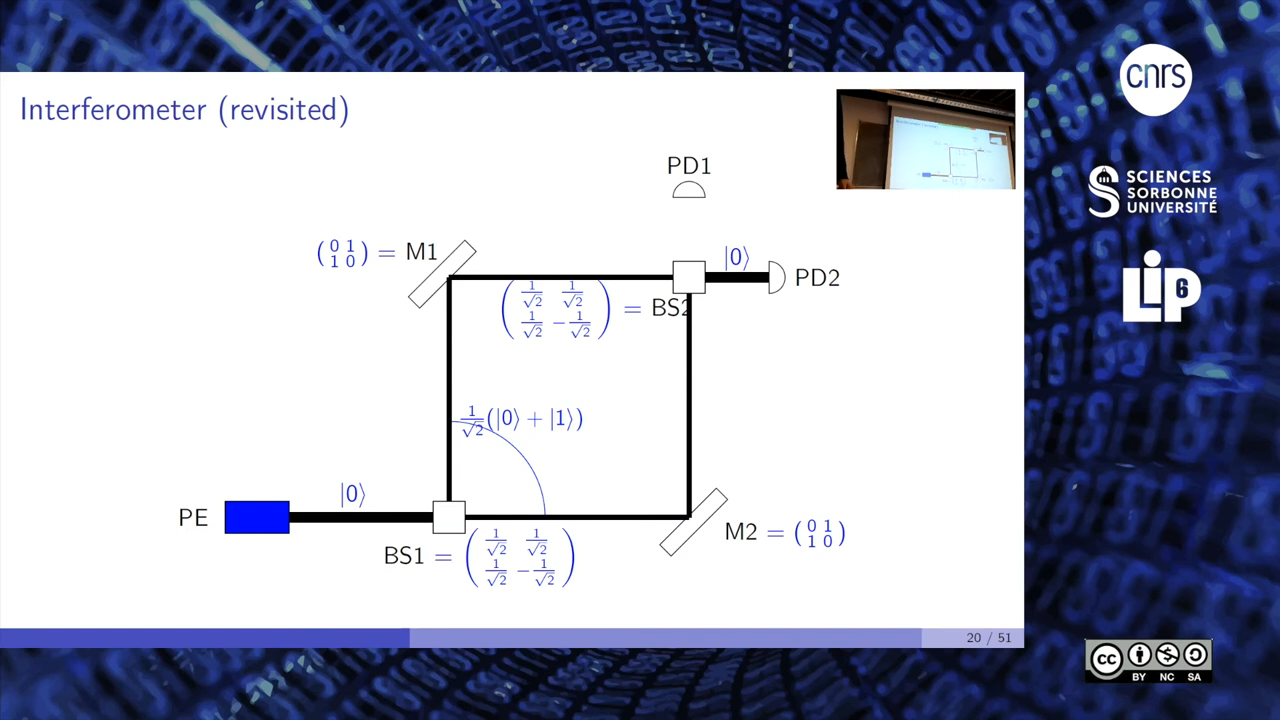 Interferometer (revisited)
PD1
(0 1
1 0) = M1
|0⟩
PD2
(1/√2 1/√2
1/√2 −1/√2) = BS2
1/√2(|0⟩ + |1⟩)
|0⟩
PE
M2 = (0 1
1 0)
BS1 = (1/√2 1/√2
1/√2 −1/√2)
20 / 51
cnrs
SCIENCES
SORBONNE
UNIVERSITÉ
LiP6
cc
BY NC SA